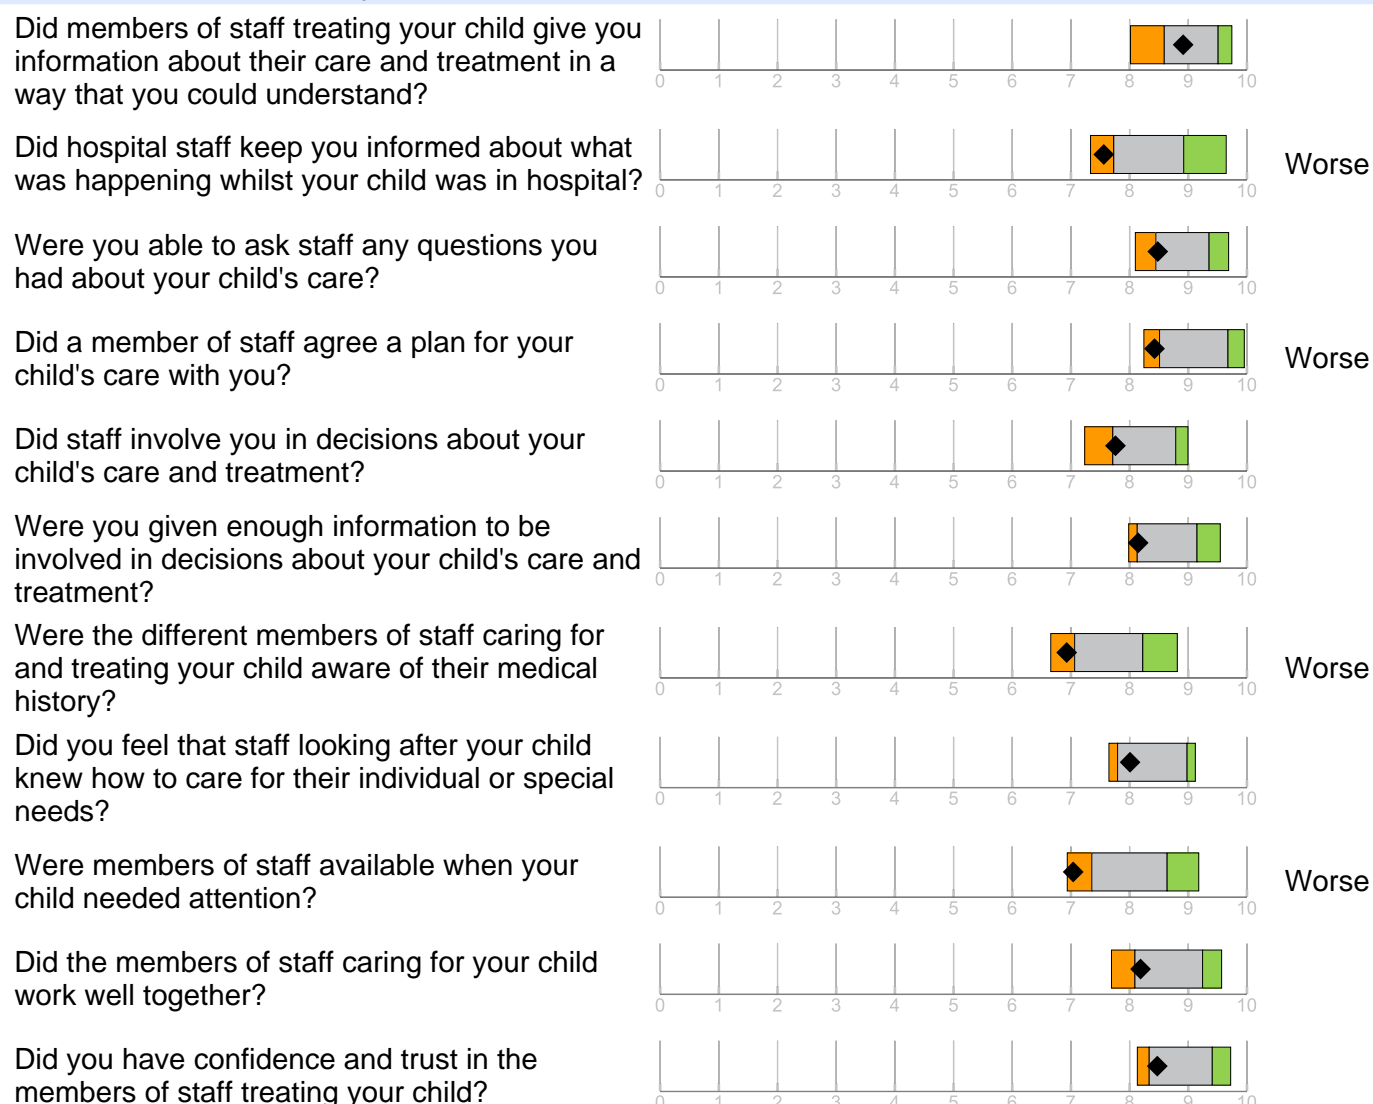 Did members of staff treating your child give you
information about their care and treatment in a
way that you could understand?
0 1 2 3 4 5 6 7 8 9 10
Did hospital staff keep you informed about what
was happening whilst your child was in hospital?
Worse
0 1 2 3 4 5 6 7 8 9 10
Were you able to ask staff any questions you
had about your child's care?
0 1 2 3 4 5 6 7 8 9 10
Did a member of staff agree a plan for your
child's care with you?
Worse
0 1 2 3 4 5 6 7 8 9 10
Did staff involve you in decisions about your
child's care and treatment?
0 1 2 3 4 5 6 7 8 9 10
Were you given enough information to be
involved in decisions about your child's care and
treatment?
0 1 2 3 4 5 6 7 8 9 10
Were the different members of staff caring for
and treating your child aware of their medical
history?
Worse
0 1 2 3 4 5 6 7 8 9 10
Did you feel that staff looking after your child
knew how to care for their individual or special
needs?
0 1 2 3 4 5 6 7 8 9 10
Were members of staff available when your
child needed attention?
Worse
0 1 2 3 4 5 6 7 8 9 10
Did the members of staff caring for your child
work well together?
0 1 2 3 4 5 6 7 8 9 10
Did you have confidence and trust in the
members of staff treating your child?
0 1 2 3 4 5 6 7 8 9 10